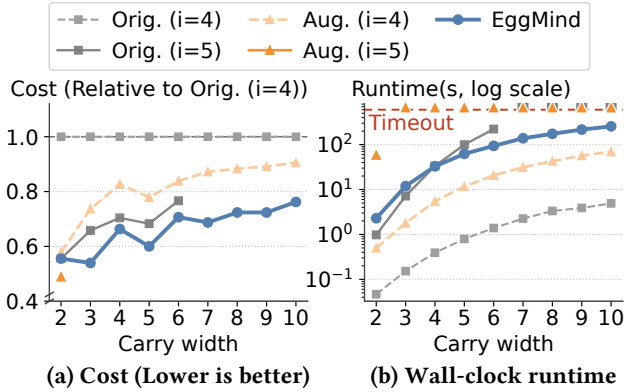 Orig. (i=4) Aug. (i=4) EggMind
Orig. (i=5) Aug. (i=5)
Cost (Relative to Orig. (i=4))
1.0
0.8
0.6
0.4
2 3 4 5 6 7 8 9 10
Carry width
(a) Cost (Lower is better)
Runtime(s, log scale)
Timeout
10²
10¹
10⁰
10⁻¹
2 3 4 5 6 7 8 9 10
Carry width
(b) Wall-clock runtime